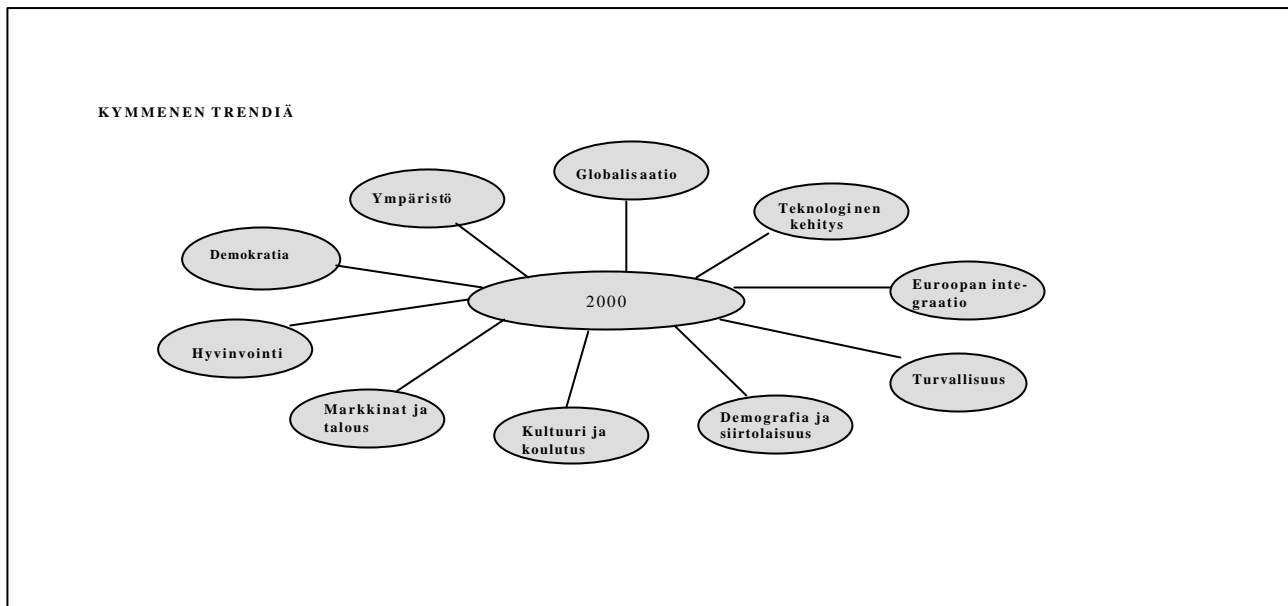 KYMMENEN TRENDIÄ
Globalisaatio
Ympäristö
Teknologinen
kehitys
Demokratia
Euroopan inte-
graatio
2000
Hyvinvointi
Turvallisuus
Markkinat ja
talous
Kultuuri ja
koulutus
Demografia ja
siirtolaisuus